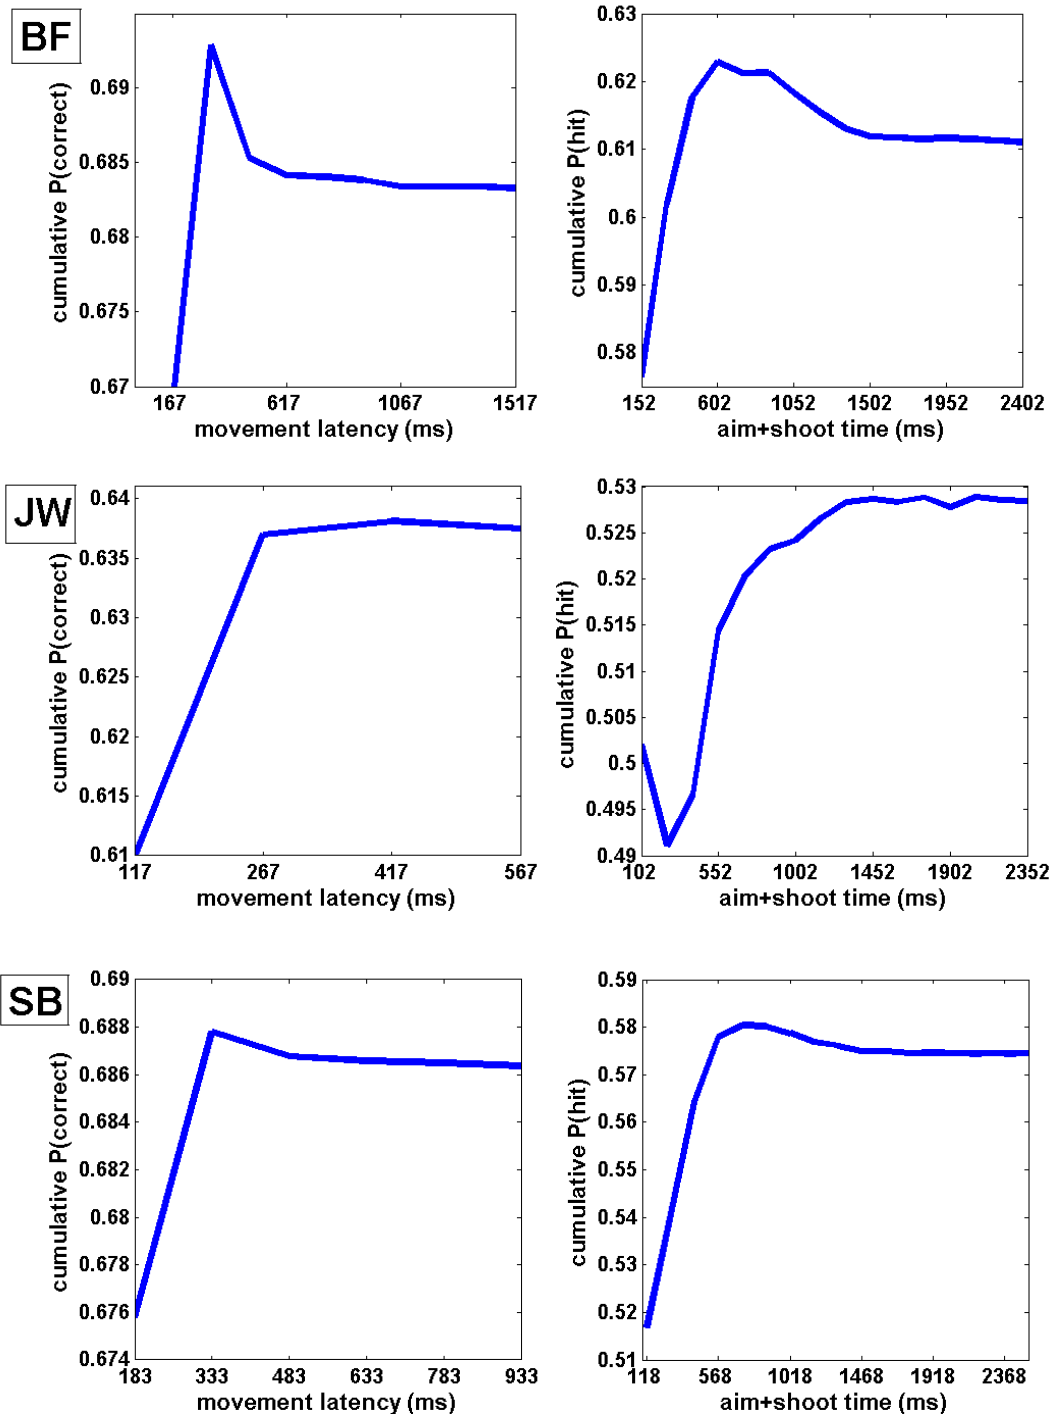 BF
cumulative P(correct)
0.69
0.685
0.68
0.675
0.67
167 617 1067 1517
movement latency (ms)
cumulative P(hit)
0.63
0.62
0.61
0.6
0.59
0.58
152 602 1052 1502 1952 2402
aim+shoot time (ms)
JW
cumulative P(correct)
0.64
0.635
0.63
0.625
0.62
0.615
0.61
117 267 417 567
movement latency (ms)
cumulative P(hit)
0.53
0.525
0.52
0.515
0.51
0.505
0.5
0.495
0.49
102 552 1002 1452 1902 2352
aim+shoot time (ms)
SB
cumulative P(correct)
0.69
0.688
0.686
0.684
0.682
0.68
0.678
0.676
0.674
183 333 483 633 783 933
movement latency (ms)
cumulative P(hit)
0.59
0.58
0.57
0.56
0.55
0.54
0.53
0.52
0.51
118 568 1018 1468 1918 2368
aim+shoot time (ms)